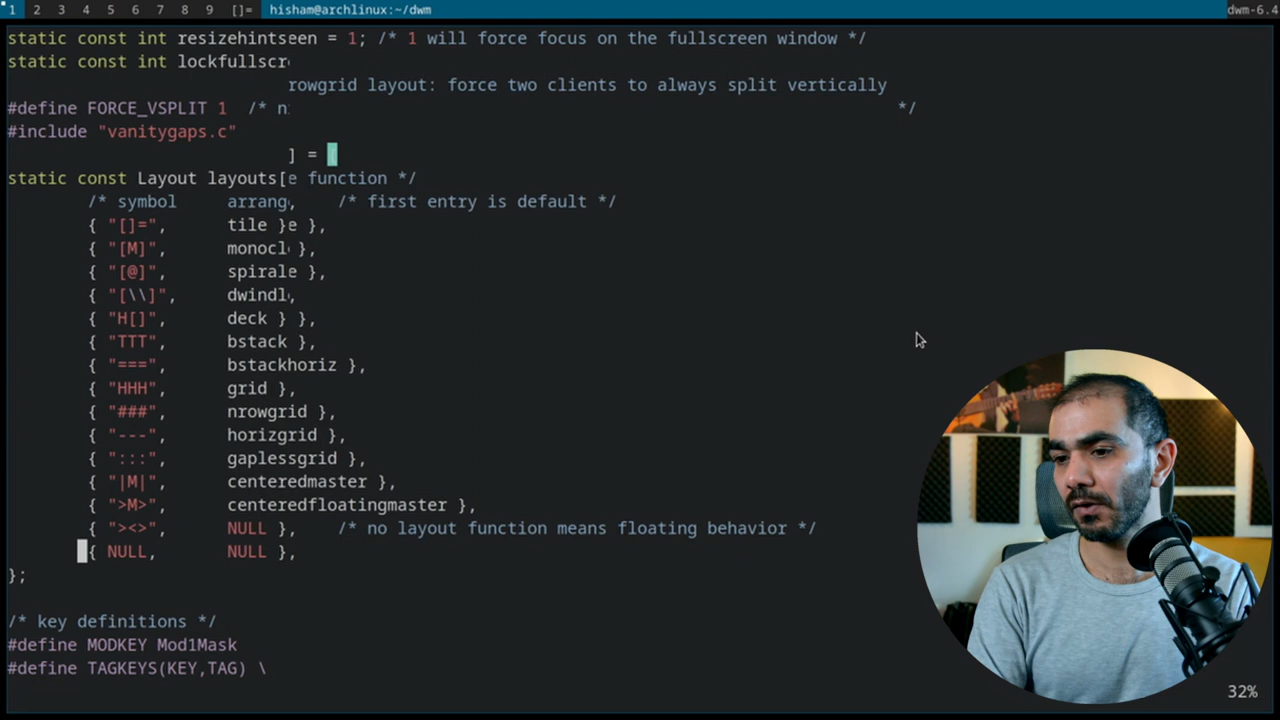 1 2 3 4 5 6 7 8 9 []= hisham@archlinux:~/dwm dwm-6.4
static const int resizehintseen = 1; /* 1 will force focus on the fullscreen window */
static const int lockfullscr
rowgrid layout: force two clients to always split vertically
#define FORCE_VSPLIT 1 /* n */
#include "vanitygaps.c"
] = {
static const Layout layouts[e function */
/* symbol arrang, /* first entry is default */
{ "[]=", tile }e },
{ "[M]", monocl },
{ "[@]", spirale },
{ "[\\]", dwindl,
{ "H[]", deck } },
{ "TTT", bstack },
{ "===", bstackhoriz },
{ "HHH", grid },
{ "###", nrowgrid },
{ "---", horizgrid },
{ ":::", gaplessgrid },
{ "|M|", centeredmaster },
{ ">M>", centeredfloatingmaster },
{ "><>", NULL }, /* no layout function means floating behavior */
{ NULL, NULL },
};
/* key definitions */
#define MODKEY Mod1Mask
#define TAGKEYS(KEY,TAG) \
32%